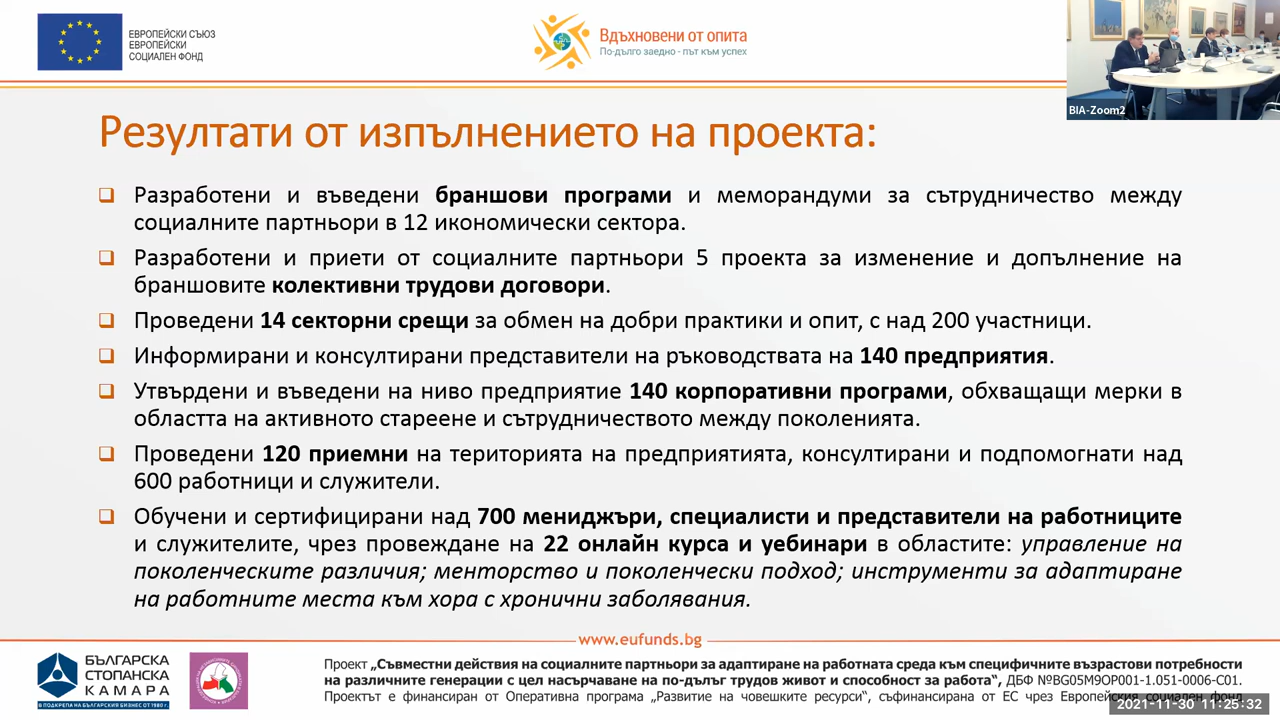 ЕВРОПЕЙСКИ СЪЮЗ
ЕВРОПЕЙСКИ
СОЦИАЛЕН ФОНД
Вдъхновени от опита
По-дълго заедно - път към успех
BIA-Zoom2
Резултати от изпълнението на проекта:
Разработени и въведени браншови програми и меморандуми за сътрудничество между
социалните партньори в 12 икономически сектора.
Разработени и приети от социалните партньори 5 проекта за изменение и допълнение на
браншовите колективни трудови договори.
Проведени 14 секторни срещи за обмен на добри практики и опит, с над 200 участници.
Информирани и консултирани представители на ръководствата на 140 предприятия.
Утвърдени и въведени на ниво предприятие 140 корпоративни програми, обхващащи мерки в
областта на активното стареене и сътрудничеството между поколенията.
Проведени 120 приемни на територията на предприятията, консултирани и подпомогнати над
600 работници и служители.
Обучени и сертифицирани над 700 мениджъри, специалисти и представители на работниците
и служителите, чрез провеждане на 22 онлайн курса и уебинари в областите: управление на
поколенческите различия; менторство и поколенчески подход; инструменти за адаптиране
на работните места към хора с хронични заболявания.
www.eufunds.bg
БЪЛГАРСКА
СТОПАНСКА
КАМАРА
В ПОДКРЕПА НА БЪЛГАРСКИЯ БИЗНЕС ОТ 1980 г.
Проект „Съвместни действия на социалните партньори за адаптиране на работната среда към специфичните възрастови потребности
на различните генерации с цел насърчаване на по-дълъг трудов живот и способност за работа“, ДБФ №BG05M9OP001-1.051-0006-C01.
Проектът е финансиран от Оперативна програма „Развитие на човешките ресурси“, съфинансирана от ЕС чрез Европейския социален фонд
2021-11-30 11:25:32